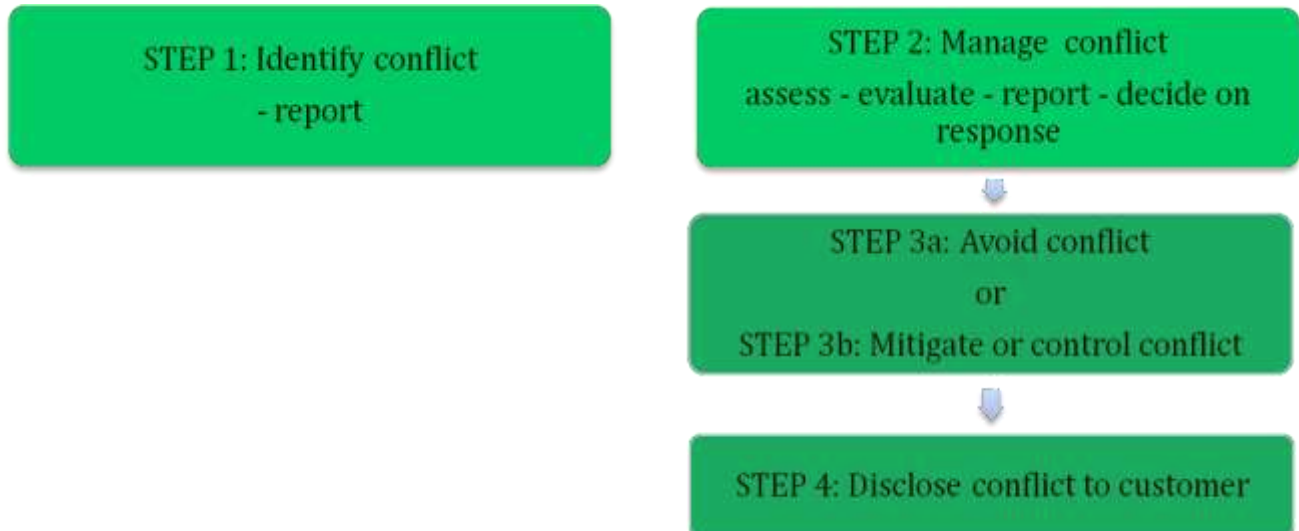 STEP 1: Identify conflict
- report
STEP 2: Manage conflict
assess - evaluate - report - decide on
response
STEP 3a: Avoid conflict
or
STEP 3b: Mitigate or control conflict
STEP 4: Disclose conflict to customer